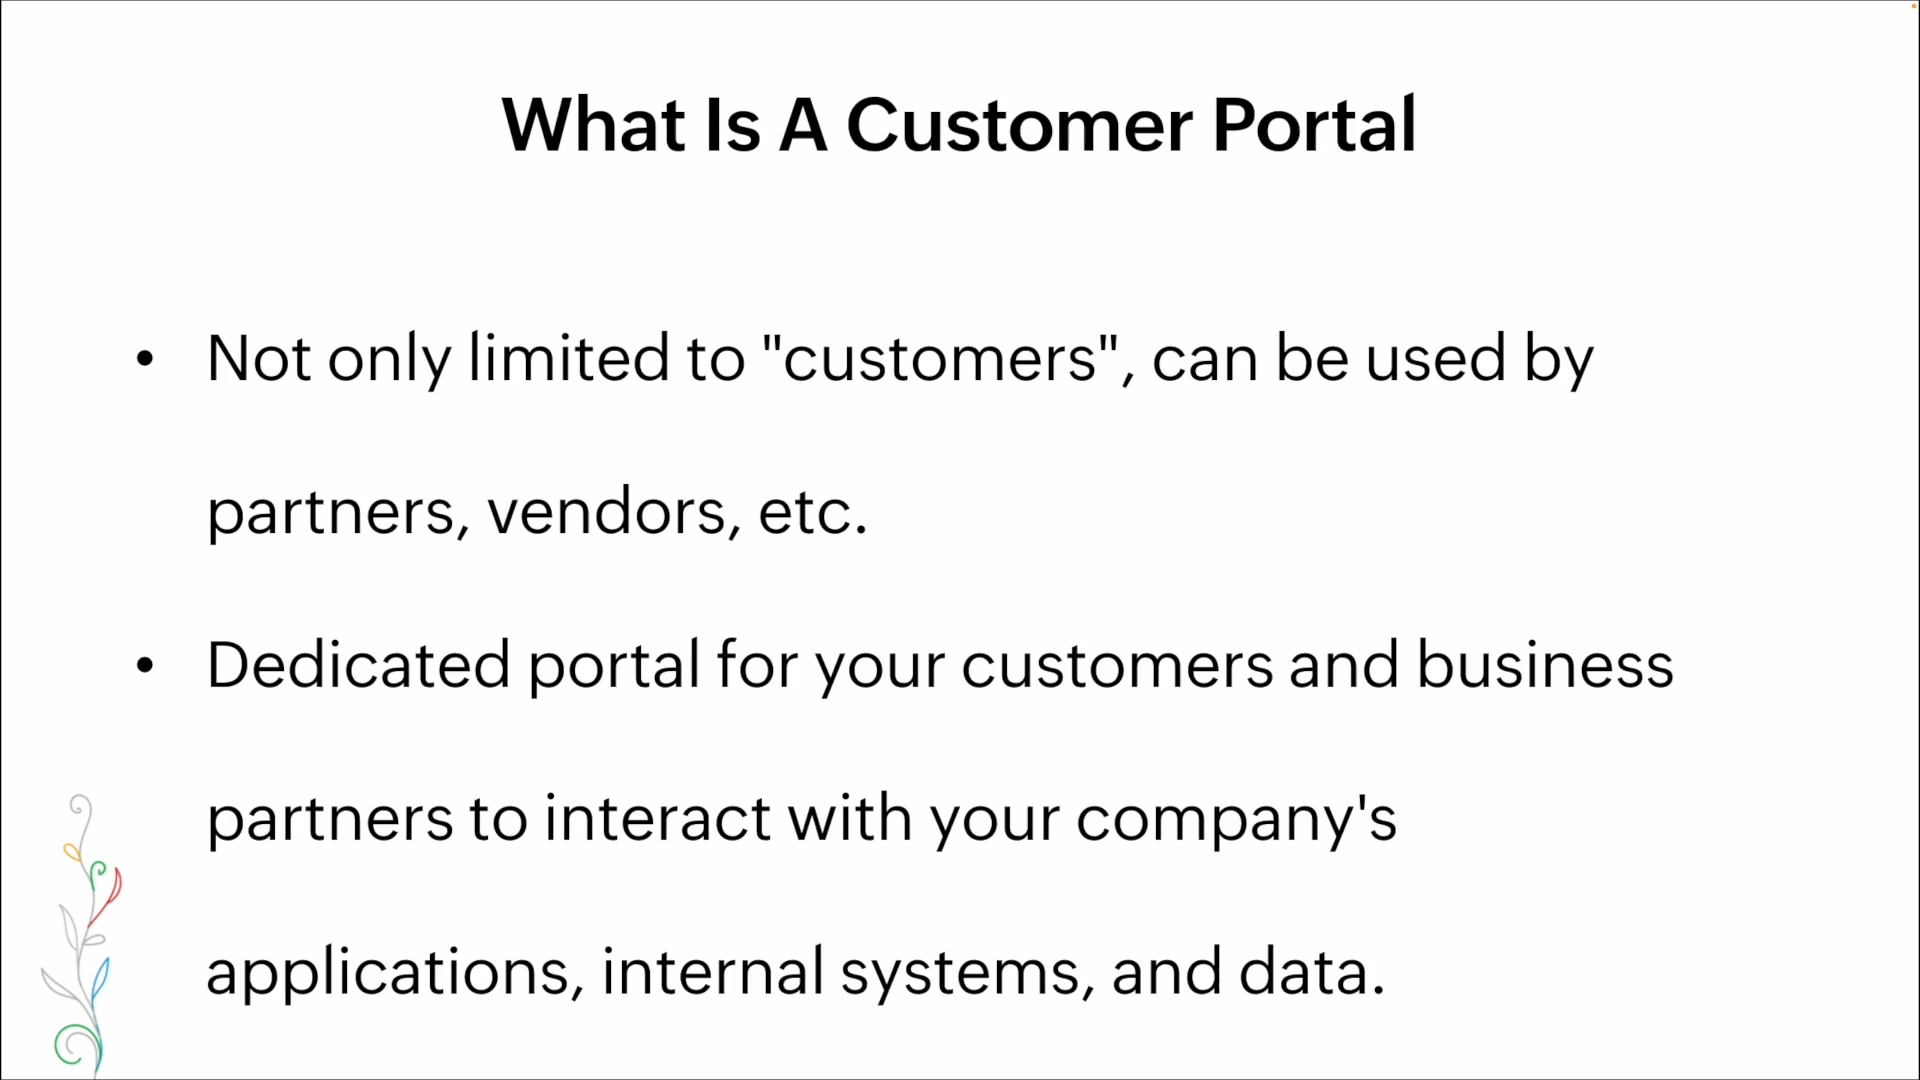 What Is A Customer Portal
• Not only limited to "customers", can be used by
partners, vendors, etc.
• Dedicated portal for your customers and business
partners to interact with your company's
applications, internal systems, and data.